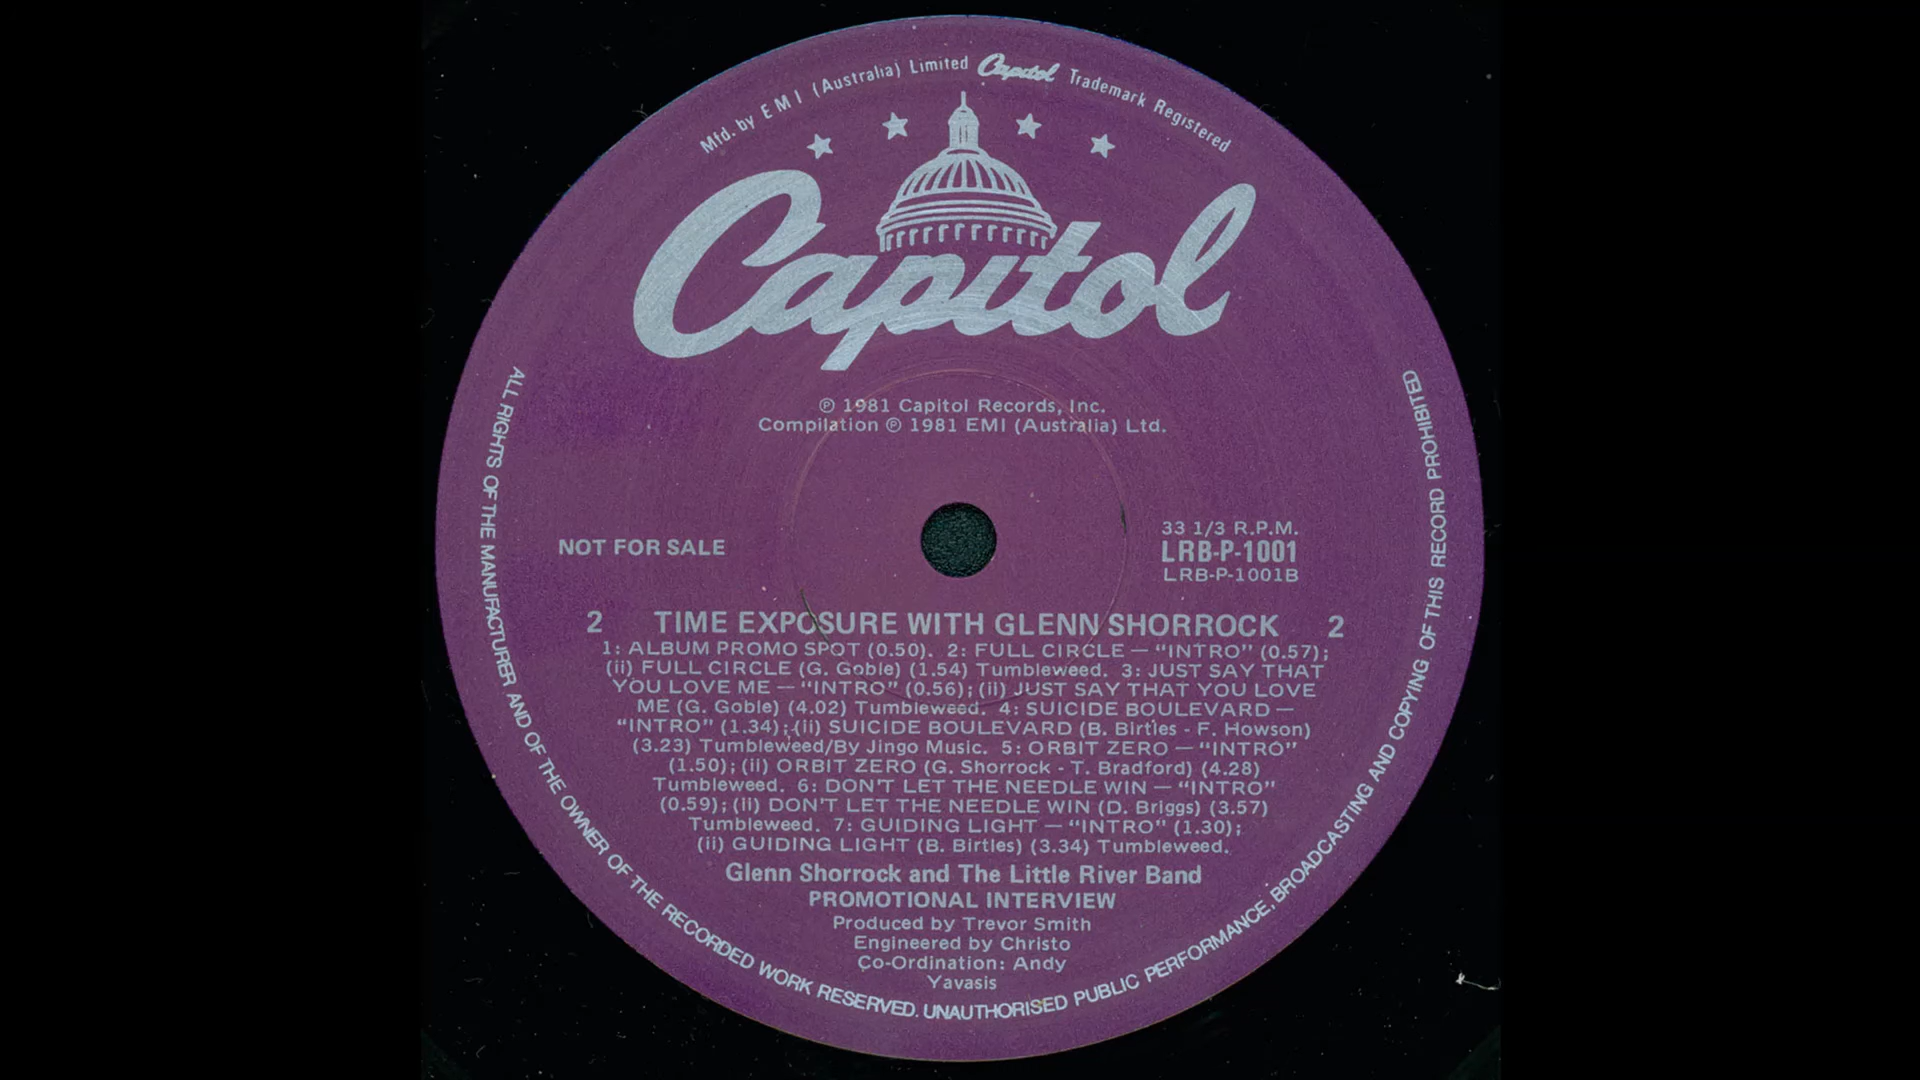 Mfd. by E M I (Australia) Limited Capitol Trademark Registered
Capitol
℗ 1981 Capitol Records, Inc.
Compilation ℗ 1981 EMI (Australia) Ltd.
NOT FOR SALE
33 1/3 R.P.M.
LRB-P-1001
LRB-P-1001B
2 TIME EXPOSURE WITH GLENN SHORROCK 2
1: ALBUM PROMO SPOT (0.50). 2: FULL CIRCLE — “INTRO” (0.57);
(ii) FULL CIRCLE (G. Goble) (1.54) Tumbleweed. 3: JUST SAY THAT
YOU LOVE ME — “INTRO” (0.56); (ii) JUST SAY THAT YOU LOVE
ME (G. Goble) (4.02) Tumbleweed. 4: SUICIDE BOULEVARD —
“INTRO” (1.34); (ii) SUICIDE BOULEVARD (B. Birtles - F. Howson)
(3.23) Tumbleweed/By Jingo Music. 5: ORBIT ZERO — “INTRO”
(1.50); (ii) ORBIT ZERO (G. Shorrock - T. Bradford) (4.28)
Tumbleweed. 6: DON'T LET THE NEEDLE WIN — “INTRO”
(0.59); (ii) DON'T LET THE NEEDLE WIN (D. Briggs) (3.57)
Tumbleweed. 7: GUIDING LIGHT — “INTRO” (1.30);
(ii) GUIDING LIGHT (B. Birtles) (3.34) Tumbleweed.
Glenn Shorrock and The Little River Band
PROMOTIONAL INTERVIEW
Produced by Trevor Smith
Engineered by Christo
Co-Ordination: Andy
Yavasis
ALL RIGHTS OF THE MANUFACTURER AND OF THE OWNER OF THE RECORDED WORK RESERVED. UNAUTHORISED PUBLIC PERFORMANCE, BROADCASTING AND COPYING OF THIS RECORD PROHIBITED